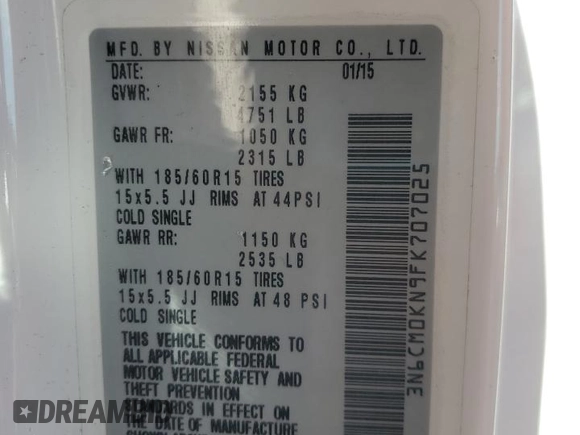 MFD. BY NISSAN MOTOR CO., LTD.
DATE: 01/15
GVWR: 2155 KG
4751 LB
GAWR FR: 1050 KG
2315 LB
WITH 185/60R15 TIRES
15x5.5 JJ RIMS AT 44PSI
COLD SINGLE
GAWR RR: 1150 KG
2535 LB
WITH 185/60R15 TIRES
15x5.5 JJ RIMS AT 48 PSI
COLD SINGLE
THIS VEHICLE CONFORMS TO
ALL APPLICABLE FEDERAL
MOTOR VEHICLE SAFETY AND
THEFT PREVENTION
STANDARDS IN EFFECT ON
THE DATE OF MANUFACTURE
3N6CM0KN9FK707025